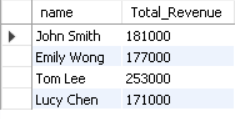 name Total_Revenue
John Smith 181000
Emily Wong 177000
Tom Lee 253000
Lucy Chen 171000